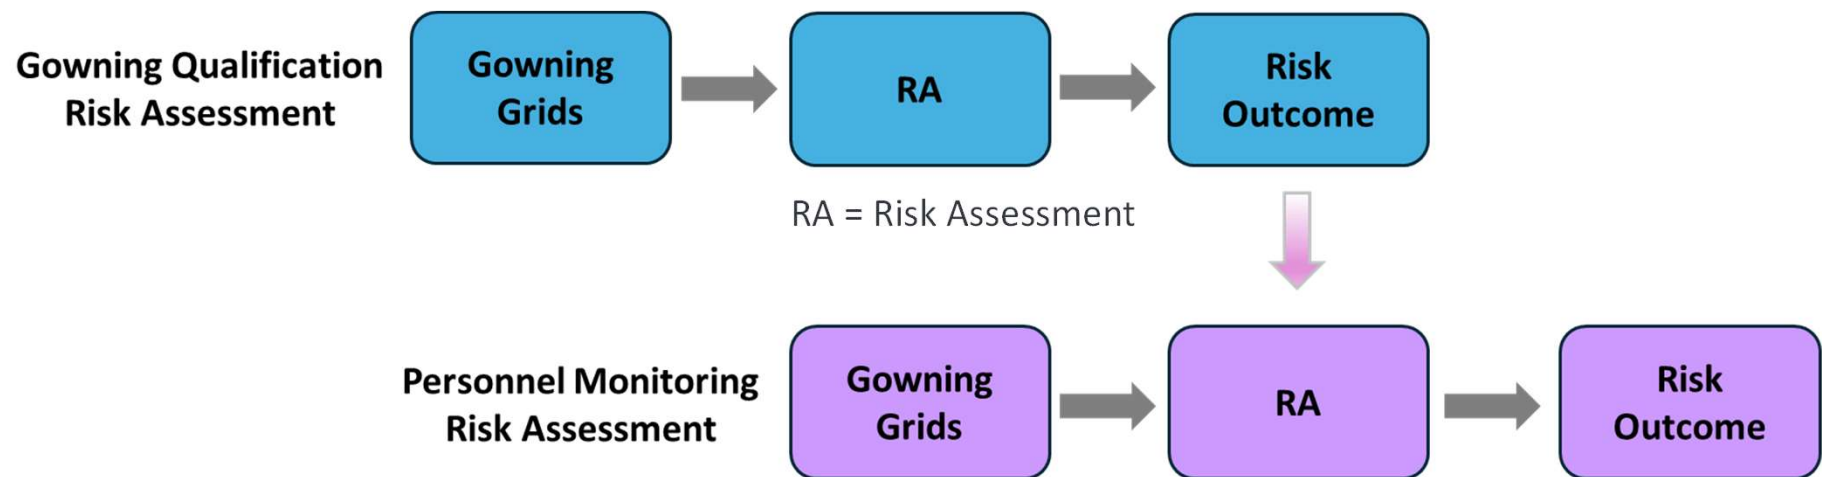 Gowning Qualification
Risk Assessment
Gowning
Grids
RA
Risk
Outcome
RA = Risk Assessment
Personnel Monitoring
Risk Assessment
Gowning
Grids
RA
Risk
Outcome